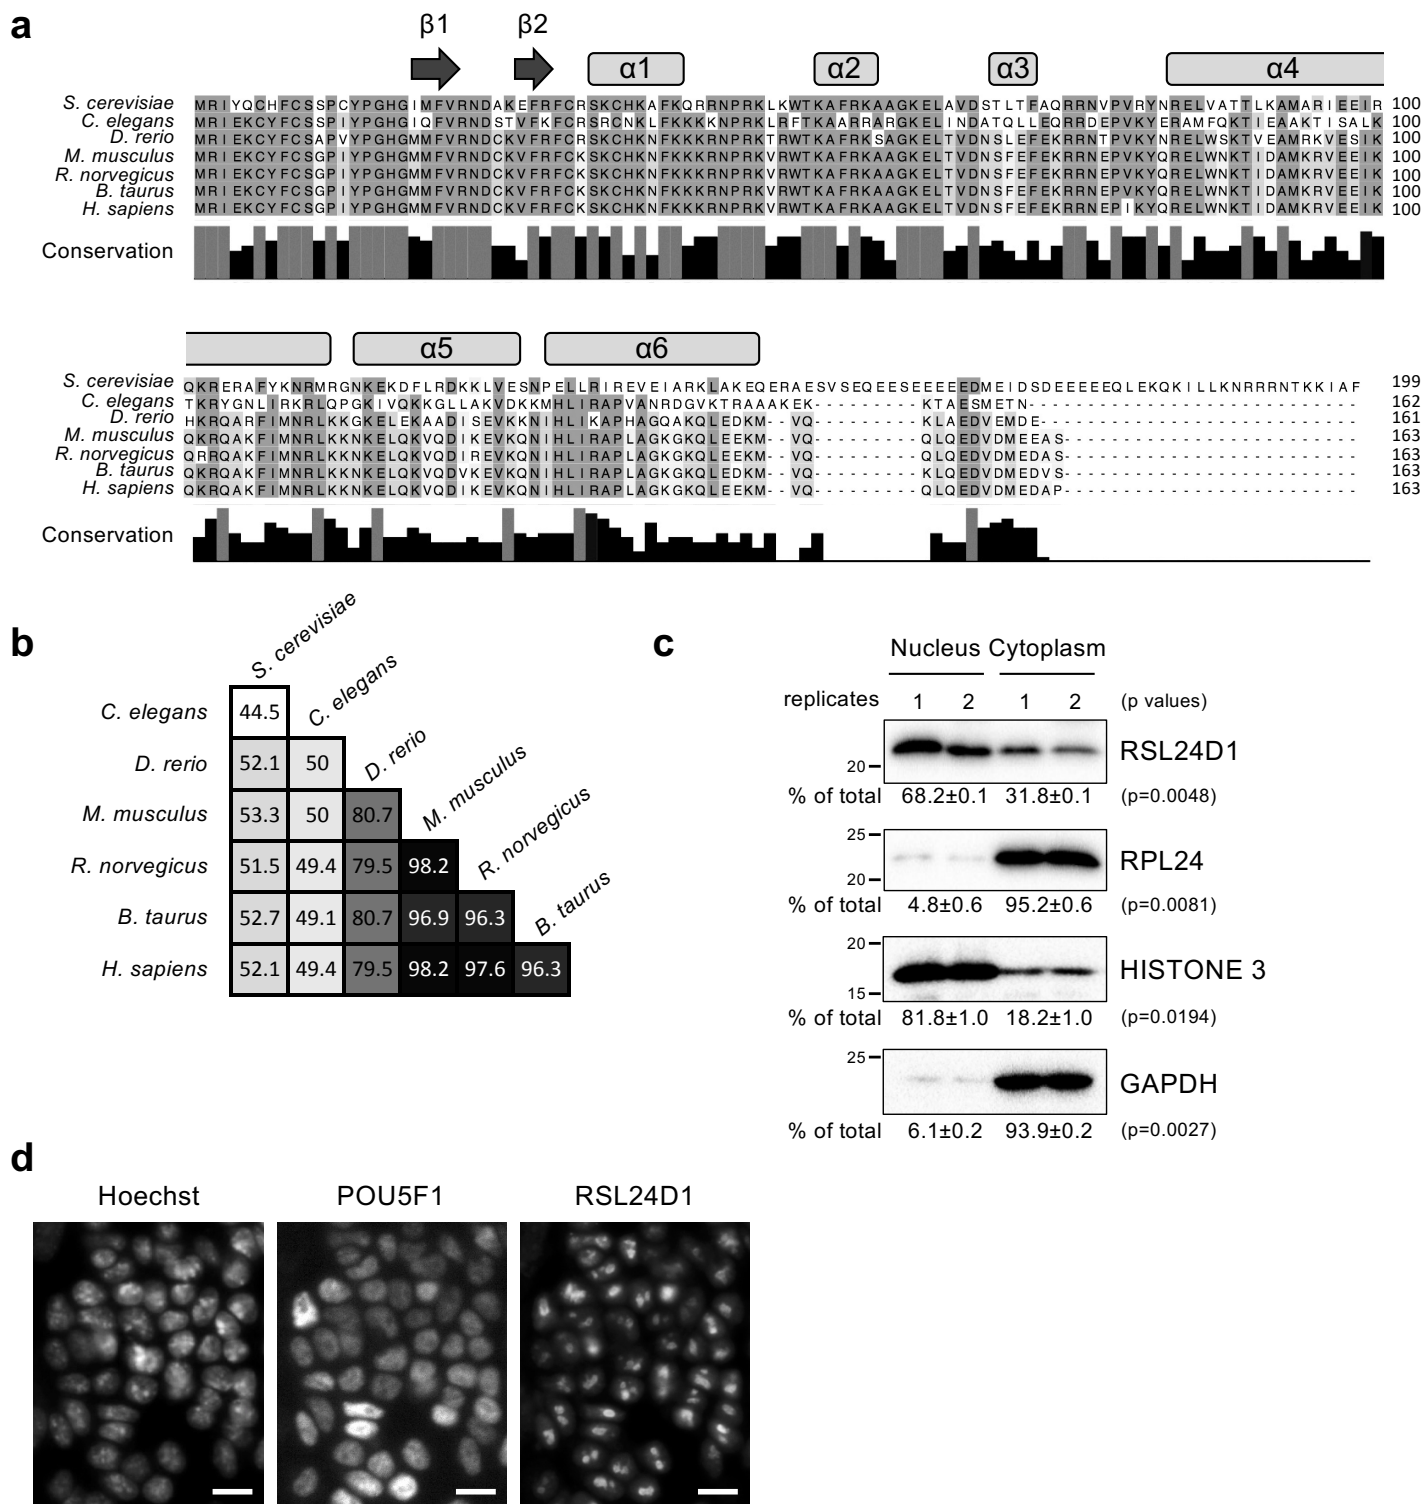 a
β1 β2
α1 α2 α3 α4
S. cerevisiae MRIYQCHFCSSPCYPGHGIMFVRNDAKEFRFCRSKCHKAFKQRRNPRKLKWTKAFRKAAGKELAVDSTLTFAQRRNVPVRYNRELVATTLKAMARIEEIR 100
C. elegans MRIEKCYFCSSPIYPGHGIQFVRNDSTVFKFCRSRCNKLFKKKKNPRKLRFTKAARRARGKELINDATQLLEQRRDEPVKYERAMFQKTIEAAKTISALK 100
D. rerio MRIEKCYFCSAPVYPGHGMMFVRNDCKVFRFCRSKCHKNFKKKRNPRKTRWTKAFRKSAGKELTVDNSLEFEKRRNTPVKYNRELWSKTVEAMRKVESIK 100
M. musculus MRIEKCYFCSGPIYPGHGMMFVRNDCKVFRFCKSKCHKNFKKKRNPRKVRWTKAFRKAAGKELTVDNSFEFEKRRNEPVKYQRELWNKTIDAMKRVEEIK 100
R. norvegicus MRIEKCYFCSGPIYPGHGMMFVRNDCKVFRFCKSKCHKNFKKKRNPRKVRWTKAFRKAAGKELTVDNSFEFEKRRNEPVKYQRELWNKTIDAMKRVEEIK 100
B. taurus MRIEKCYFCSGPIYPGHGMMFVRNDCKVFRFCKSKCHKNFKKKRNPRKVRWTKAFRKAAGKELTVDNSFEFEKRRNEPVKYQRELWNKTIDAMKRVEEIK 100
H. sapiens MRIEKCYFCSGPIYPGHGMMFVRNDCKVFRFCKSKCHKNFKKKRNPRKVRWTKAFRKAAGKELTVDNSFEFEKRRNEPIKYQRELWNKTIDAMKRVEEIK 100
Conservation
α5 α6
S. cerevisiae QKRERAFYKNRMRGNKEKDFLRDKKLVESNPELLRIREVEIARKLAKEQERAESVSEQEESEEEEEDMEIDSDEEEEEQLEKQKILLKNRRRNTKKIAF 199
C. elegans TKRYGNLIRKRLQPGKIVQKKGLLAKVDKKMHLIRAPVANRDGVKTRAAAKEK---------KTAESMETN---------------------------- 162
D. rerio HKRQARFIMNRLKKGKELEKAADISEVKKNIHLIKAPHAGQAKQLEDKM--VQ---------QLAEDVEMDE--------------------------- 161
M. musculus QKRQAKFIMNRLKKNKELQKVQDIKEVKQNIHLIRAPLAGKGKQLEEKM--VQ---------QLQEDVDMEEAS------------------------- 163
R. norvegicus QRRQAKFIMNRLKKNKELQKVQDIREVKQNIHLIRAPLAGKGKQLEEKM--VQ---------QLQEDVDMEDAS------------------------- 163
B. taurus QKRQAKFIMNRLKKNKELQKVQDVKEVKQNIHLIRAPLAGKGKQLEDKM--VQ---------KLQEDVDMEDVS------------------------- 163
H. sapiens QKRQAKFIMNRLKKNKELQKVQDIKEVKQNIHLIRAPLAGKGKQLEEKM--VQ---------QLQEDVDMEDAP------------------------- 163
Conservation
b
S. cerevisiae
C. elegans 44.5 C. elegans
D. rerio 52.1 50 D. rerio
M. musculus 53.3 50 80.7 M. musculus
R. norvegicus 51.5 49.4 79.5 98.2 R. norvegicus
B. taurus 52.7 49.1 80.7 96.9 96.3 B. taurus
H. sapiens 52.1 49.4 79.5 98.2 97.6 96.3
c
Nucleus Cytoplasm
replicates 1 2 1 2 (p values)
20 RSL24D1
% of total 68.2±0.1 31.8±0.1 (p=0.0048)
25
20 RPL24
% of total 4.8±0.6 95.2±0.6 (p=0.0081)
20
15 HISTONE 3
% of total 81.8±1.0 18.2±1.0 (p=0.0194)
25 GAPDH
% of total 6.1±0.2 93.9±0.2 (p=0.0027)
d
Hoechst POU5F1 RSL24D1